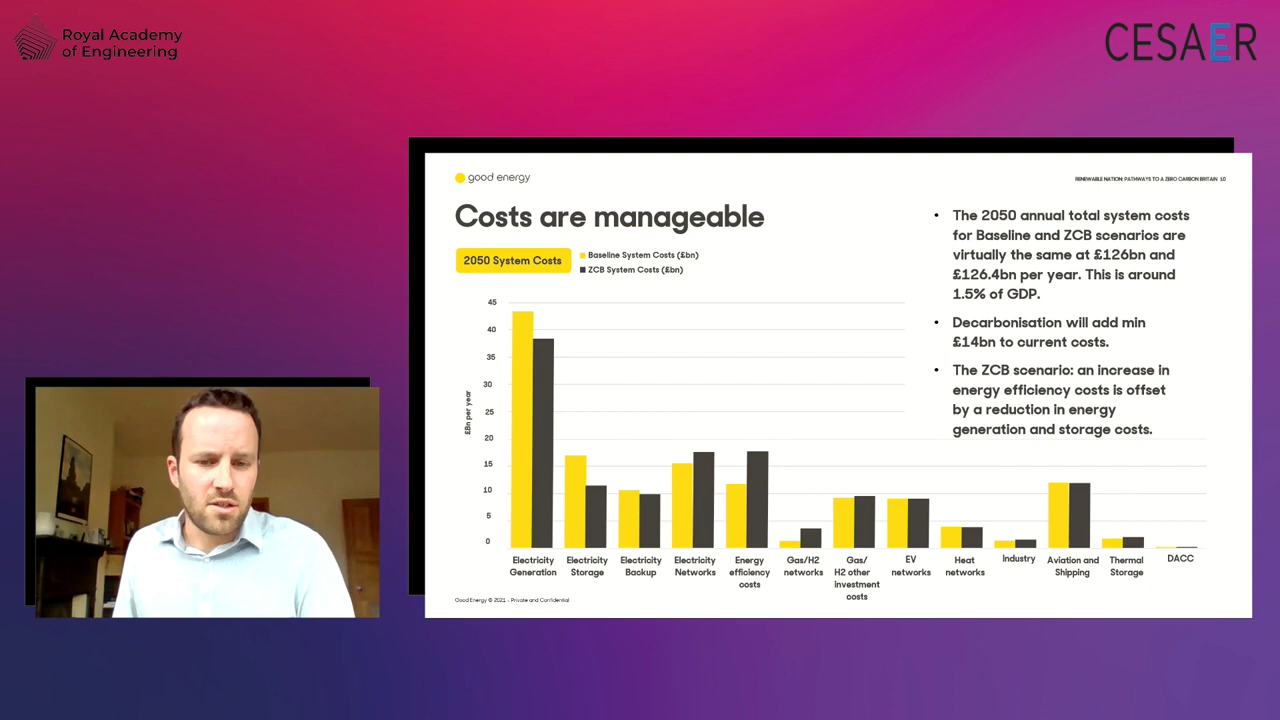 Royal Academy
of Engineering
CESAER
good energy
RENEWABLE NATION: PATHWAYS TO A ZERO CARBON BRITAIN 10
Costs are manageable
2050 System Costs
Baseline System Costs (£bn)
ZCB System Costs (£bn)
£Bn per year
45
40
35
30
25
20
15
10
5
0
Electricity
Generation
Electricity
Storage
Electricity
Backup
Electricity
Networks
Energy
efficiency
costs
Gas/H2
networks
Gas/
H2 other
investment
costs
EV
networks
Heat
networks
Industry
Aviation and
Shipping
Thermal
Storage
DACC
• The 2050 annual total system costs
for Baseline and ZCB scenarios are
virtually the same at £126bn and
£126.4bn per year. This is around
1.5% of GDP.
• Decarbonisation will add min
£14bn to current costs.
• The ZCB scenario: an increase in
energy efficiency costs is offset
by a reduction in energy
generation and storage costs.
Good Energy © 2021 - Private and Confidential